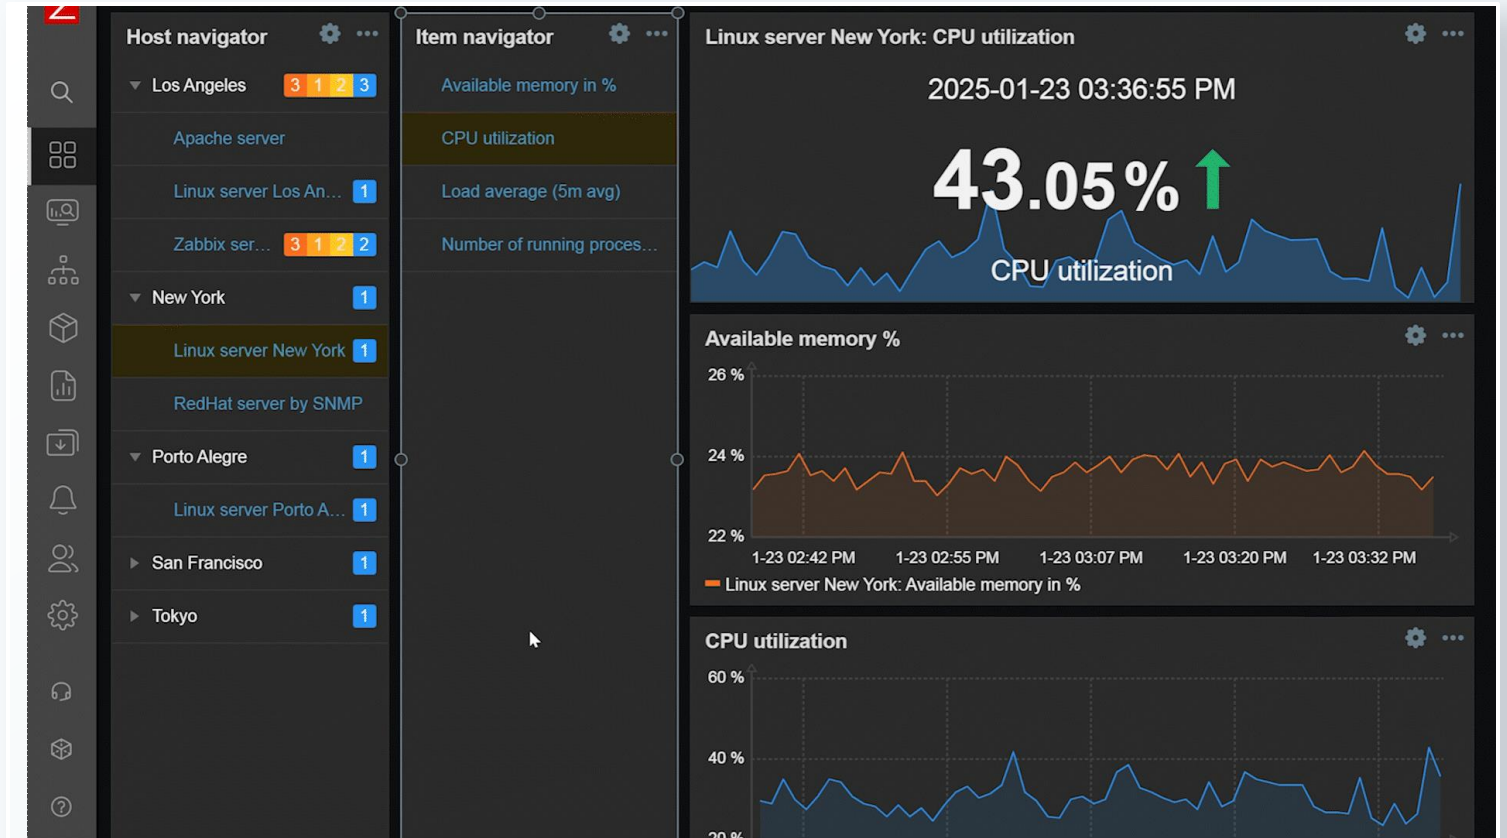 Host navigator
Los Angeles 3 1 2 3
Apache server
Linux server Los An... 1
Zabbix ser... 3 1 2 2
New York 1
Linux server New York 1
RedHat server by SNMP
Porto Alegre 1
Linux server Porto A... 1
San Francisco 1
Tokyo 1
Item navigator
Available memory in %
CPU utilization
Load average (5m avg)
Number of running proces...
Linux server New York: CPU utilization
2025-01-23 03:36:55 PM
43.05%
CPU utilization
Available memory %
26 %
24 %
22 %
1-23 02:42 PM 1-23 02:55 PM 1-23 03:07 PM 1-23 03:20 PM 1-23 03:32 PM
Linux server New York: Available memory in %
CPU utilization
60 %
40 %
20 %